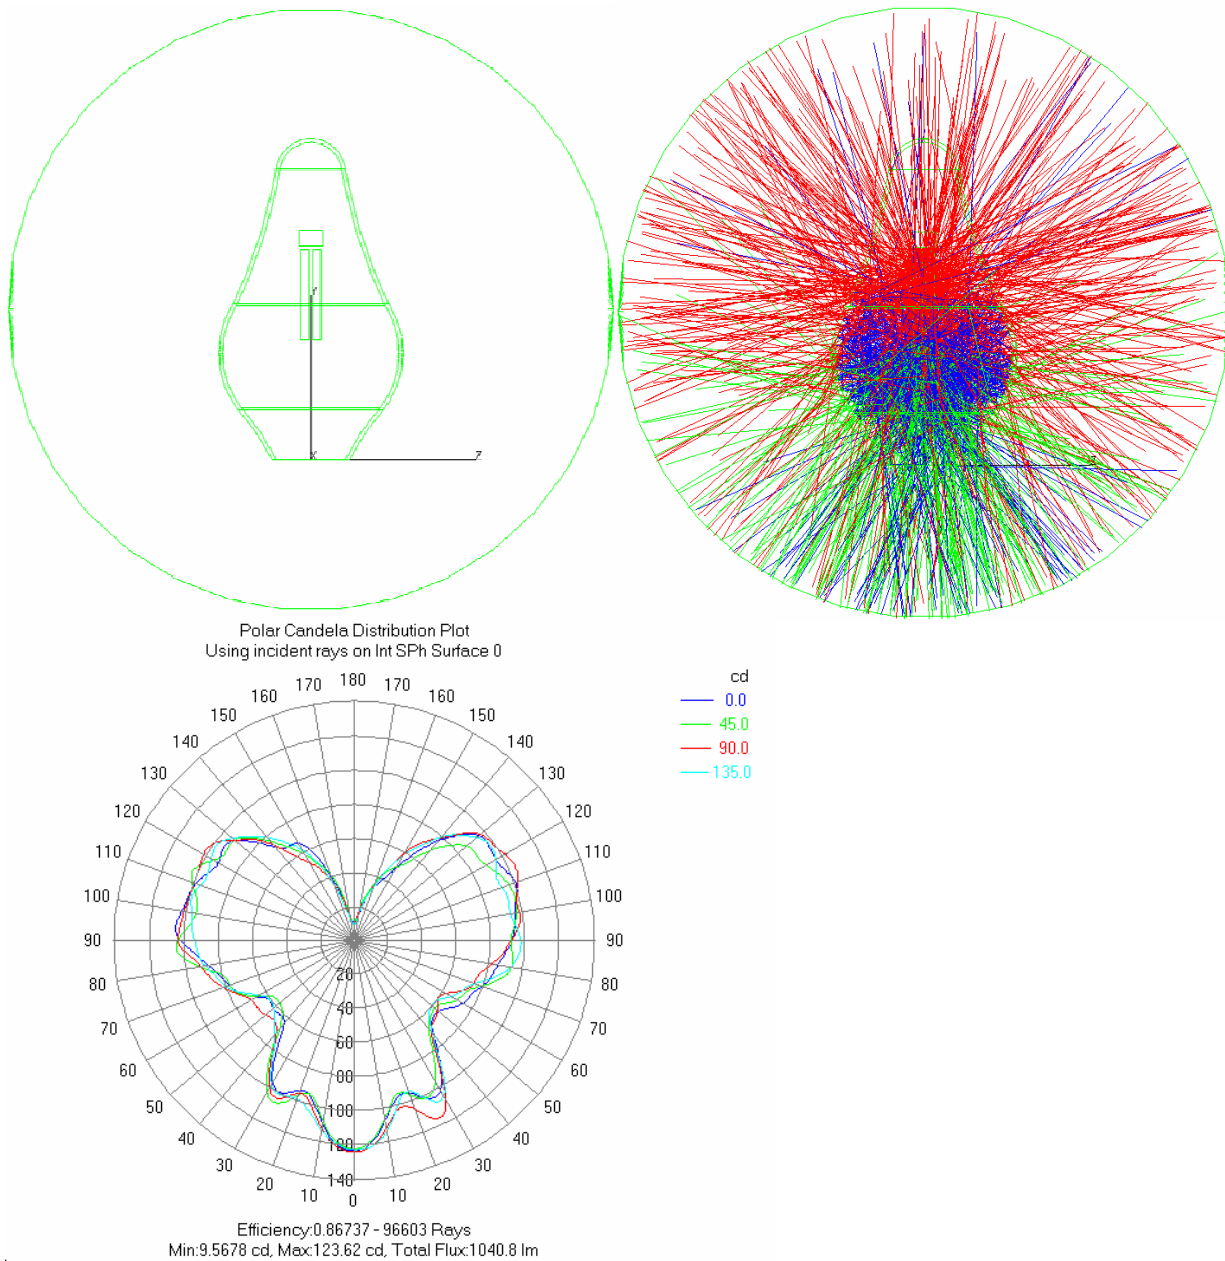 Y
X
Z
Polar Candela Distribution Plot
Using incident rays on Int SPh Surface 0
cd
0.0
45.0
90.0
135.0
170 180 170
160 160
150 150
140 140
130 130
120 120
110 110
100 100
90 90
80 80
70 70
60 60
50 50
40 40
30 30
20 20
10 0 10
20
40
60
80
100
120
140
Efficiency:0.86737 - 96603 Rays
Min:9.5678 cd, Max:123.62 cd, Total Flux:1040.8 lm